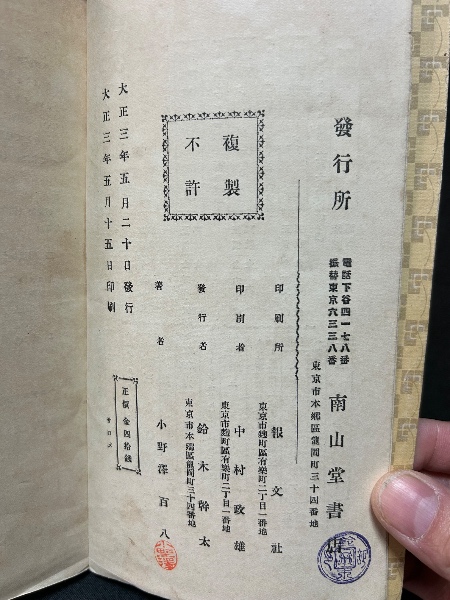 大正三年五月十五日印刷
大正三年五月二十日發行
正價金四拾錢
著者 小野澤百八
不許
複製
發行者 鈴木幹太
東京市本郷區龍岡町三十四番地
印刷者 中村政雄
東京市麹町區有樂町二丁目一番地
印刷所 報文社
東京市麹町區有樂町二丁目一番地
發行所 南山堂書店
東京市本郷區龍岡町三十四番地
振替東京六三三八番
電話下谷四一七八番